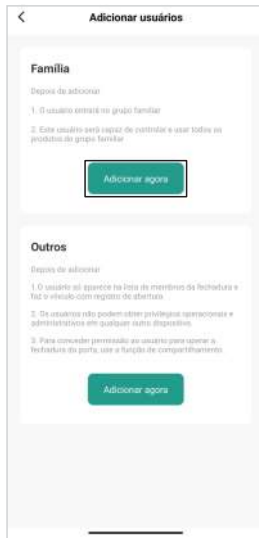 Adicionar usuários
Família
Depois de adicionar
1. O usuário entrará no grupo familiar
2. Este usuário será capaz de controlar e usar todos os
produtos do grupo familiar
Adicionar agora
Outros
Depois de adicionar
1.O usuário só aparece na lista de membros da fechadura e
faz o vínculo com registro de abertura
2. Os usuários não podem obter privilégios operacionais e
administrativos em qualquer outro dispositivo.
3. Para conceder permissão ao usuário para operar a
fechadura da porta, use a função de compartilhamento
Adicionar agora